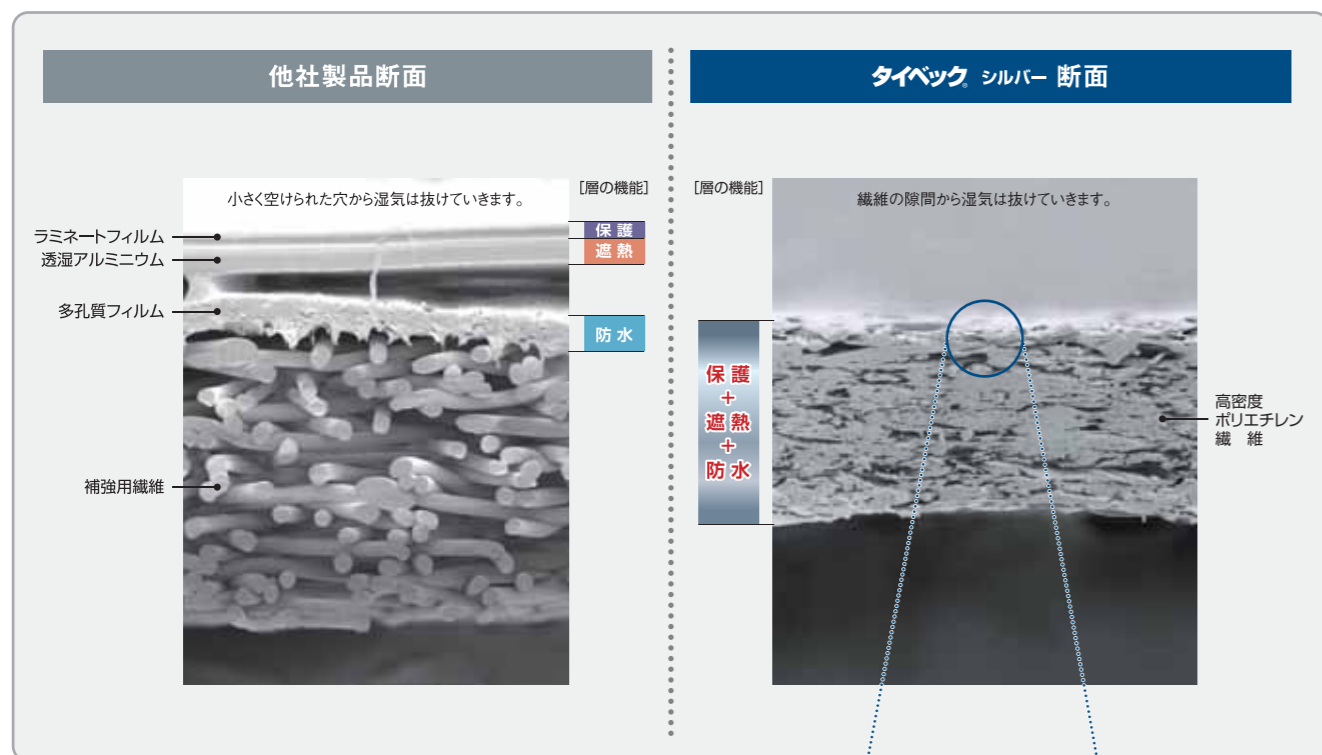 他社製品断面
小さく空けられた穴から湿気は抜けていきます。
[層の機能]
ラミネートフィルム
保護
透湿アルミニウム
遮熱
多孔質フィルム
防水
補強用繊維
タイベック® シルバー 断面
[層の機能]
繊維の隙間から湿気は抜けていきます。
保護
+
遮熱
+
防水
高密度
ポリエチレン
繊 維